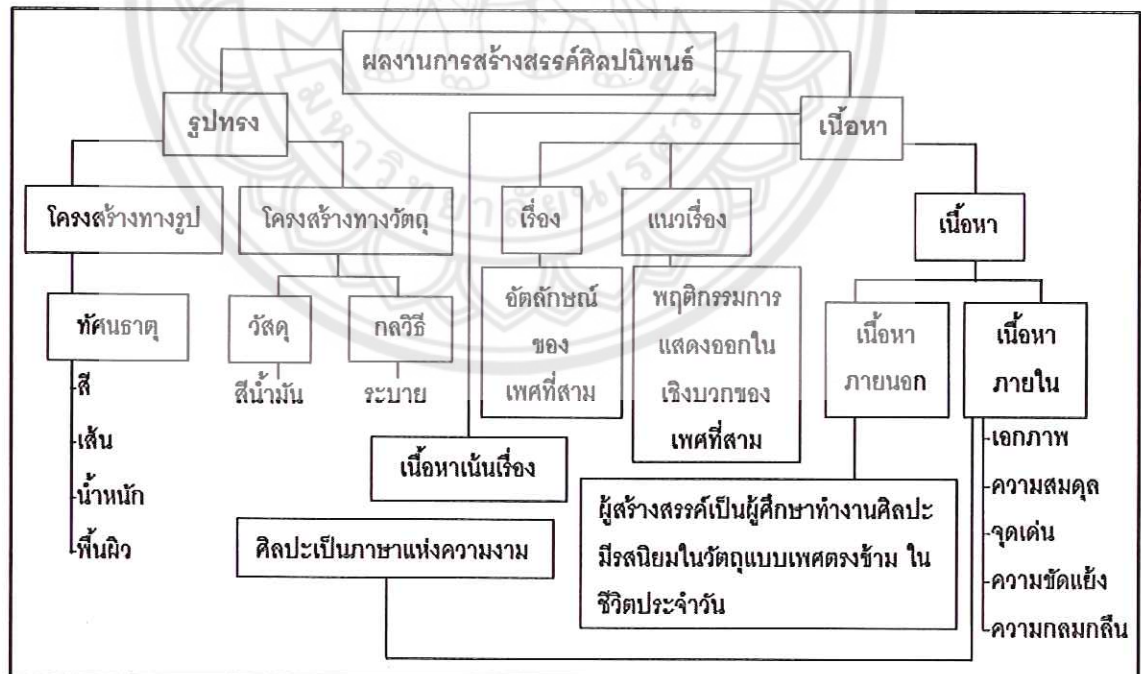 ผลงานการสร้างสรรค์ศิลปนิพนธ์
มหาวิทยาลัยนเรศวร
รูปทรง
เนื้อหา
โครงสร้างทางรูป
โครงสร้างทางวัตถุ
เรื่อง
แนวเรื่อง
เนื้อหา
ทัศนธาตุ
วัสดุ
กลวิธี
อัตลักษณ์
ของ
เพศที่สาม
พฤติกรรมการ
แสดงออกใน
เชิงบวกของ
เพศที่สาม
เนื้อหา
ภายนอก
เนื้อหา
ภายใน
-สี
-เส้น
-น้ำหนัก
-พื้นผิว
สีน้ำมัน
ระบาย
เนื้อหาเน้นเรื่อง
ศิลปะเป็นภาษาแห่งความงาม
ผู้สร้างสรรค์เป็นผู้ศึกษาทำงานศิลปะ
มีรสนิยมในวัตถุแบบเพศตรงข้าม ใน
ชีวิตประจำวัน
-เอกภาพ
-ความสมดุล
-จุดเด่น
-ความขัดแย้ง
-ความกลมกลืน